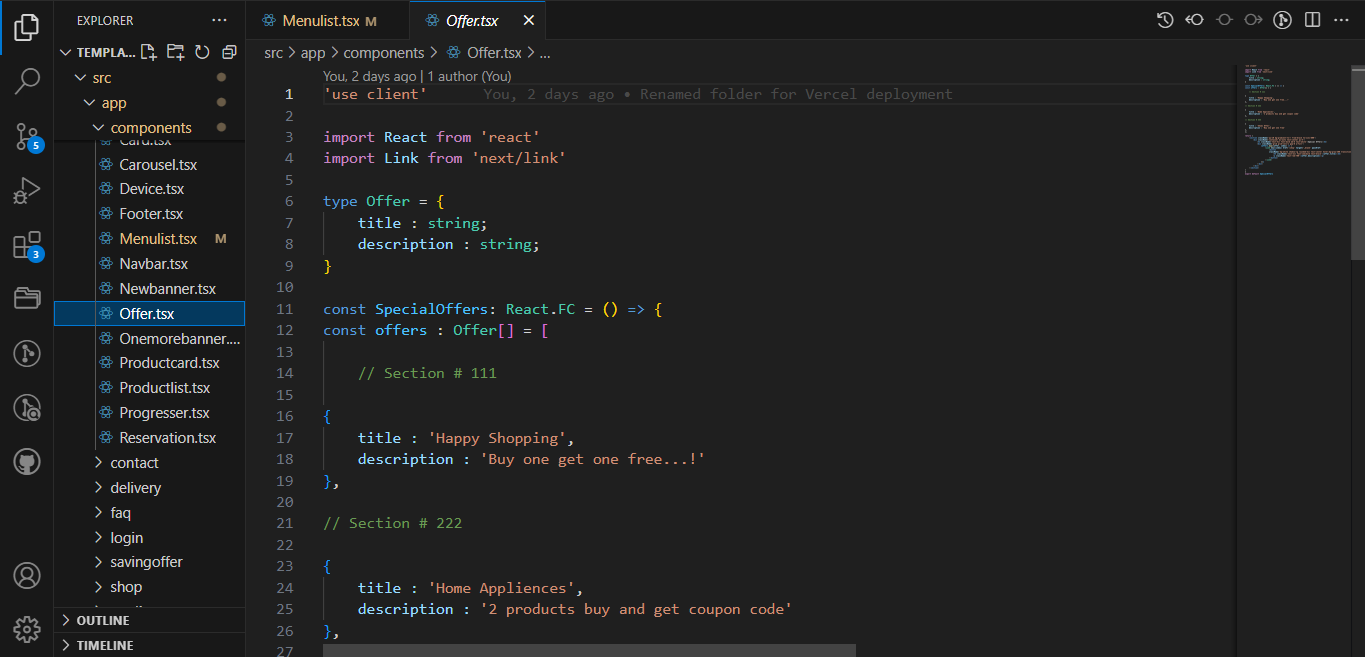 EXPLORER
Menulist.tsx M
Offer.tsx
TEMPLA...
src
app
components
Card.tsx
Carousel.tsx
Device.tsx
Footer.tsx
Menulist.tsx M
Navbar.tsx
Newbanner.tsx
Offer.tsx
Onemorebanner....
Productcard.tsx
Productlist.tsx
Progresser.tsx
Reservation.tsx
contact
delivery
faq
login
savingoffer
shop
OUTLINE
TIMELINE
5
3
src > app > components > Offer.tsx > ...
You, 2 days ago | 1 author (You)
1 'use client' You, 2 days ago • Renamed folder for Vercel deployment
2
3 import React from 'react'
4 import Link from 'next/link'
5
6 type Offer = {
7 title : string;
8 description : string;
9 }
10
11 const SpecialOffers: React.FC = () => {
12 const offers : Offer[] = [
13
14 // Section # 111
15
16 {
17 title : 'Happy Shopping',
18 description : 'Buy one get one free...!'
19 },
20
21 // Section # 222
22
23 {
24 title : 'Home Appliences',
25 description : '2 products buy and get coupon code'
26 },
27